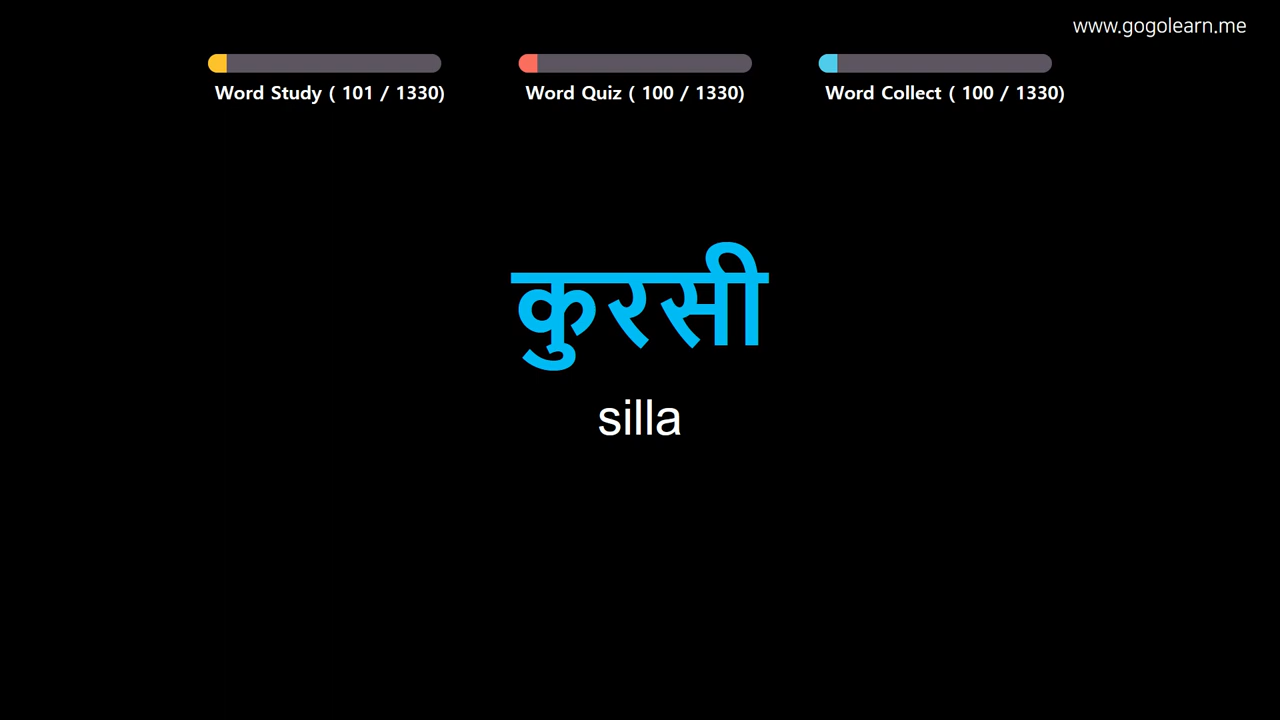 www.gogolearn.me
Word Study ( 101 / 1330)
Word Quiz ( 100 / 1330)
Word Collect ( 100 / 1330)
कुरसी
silla